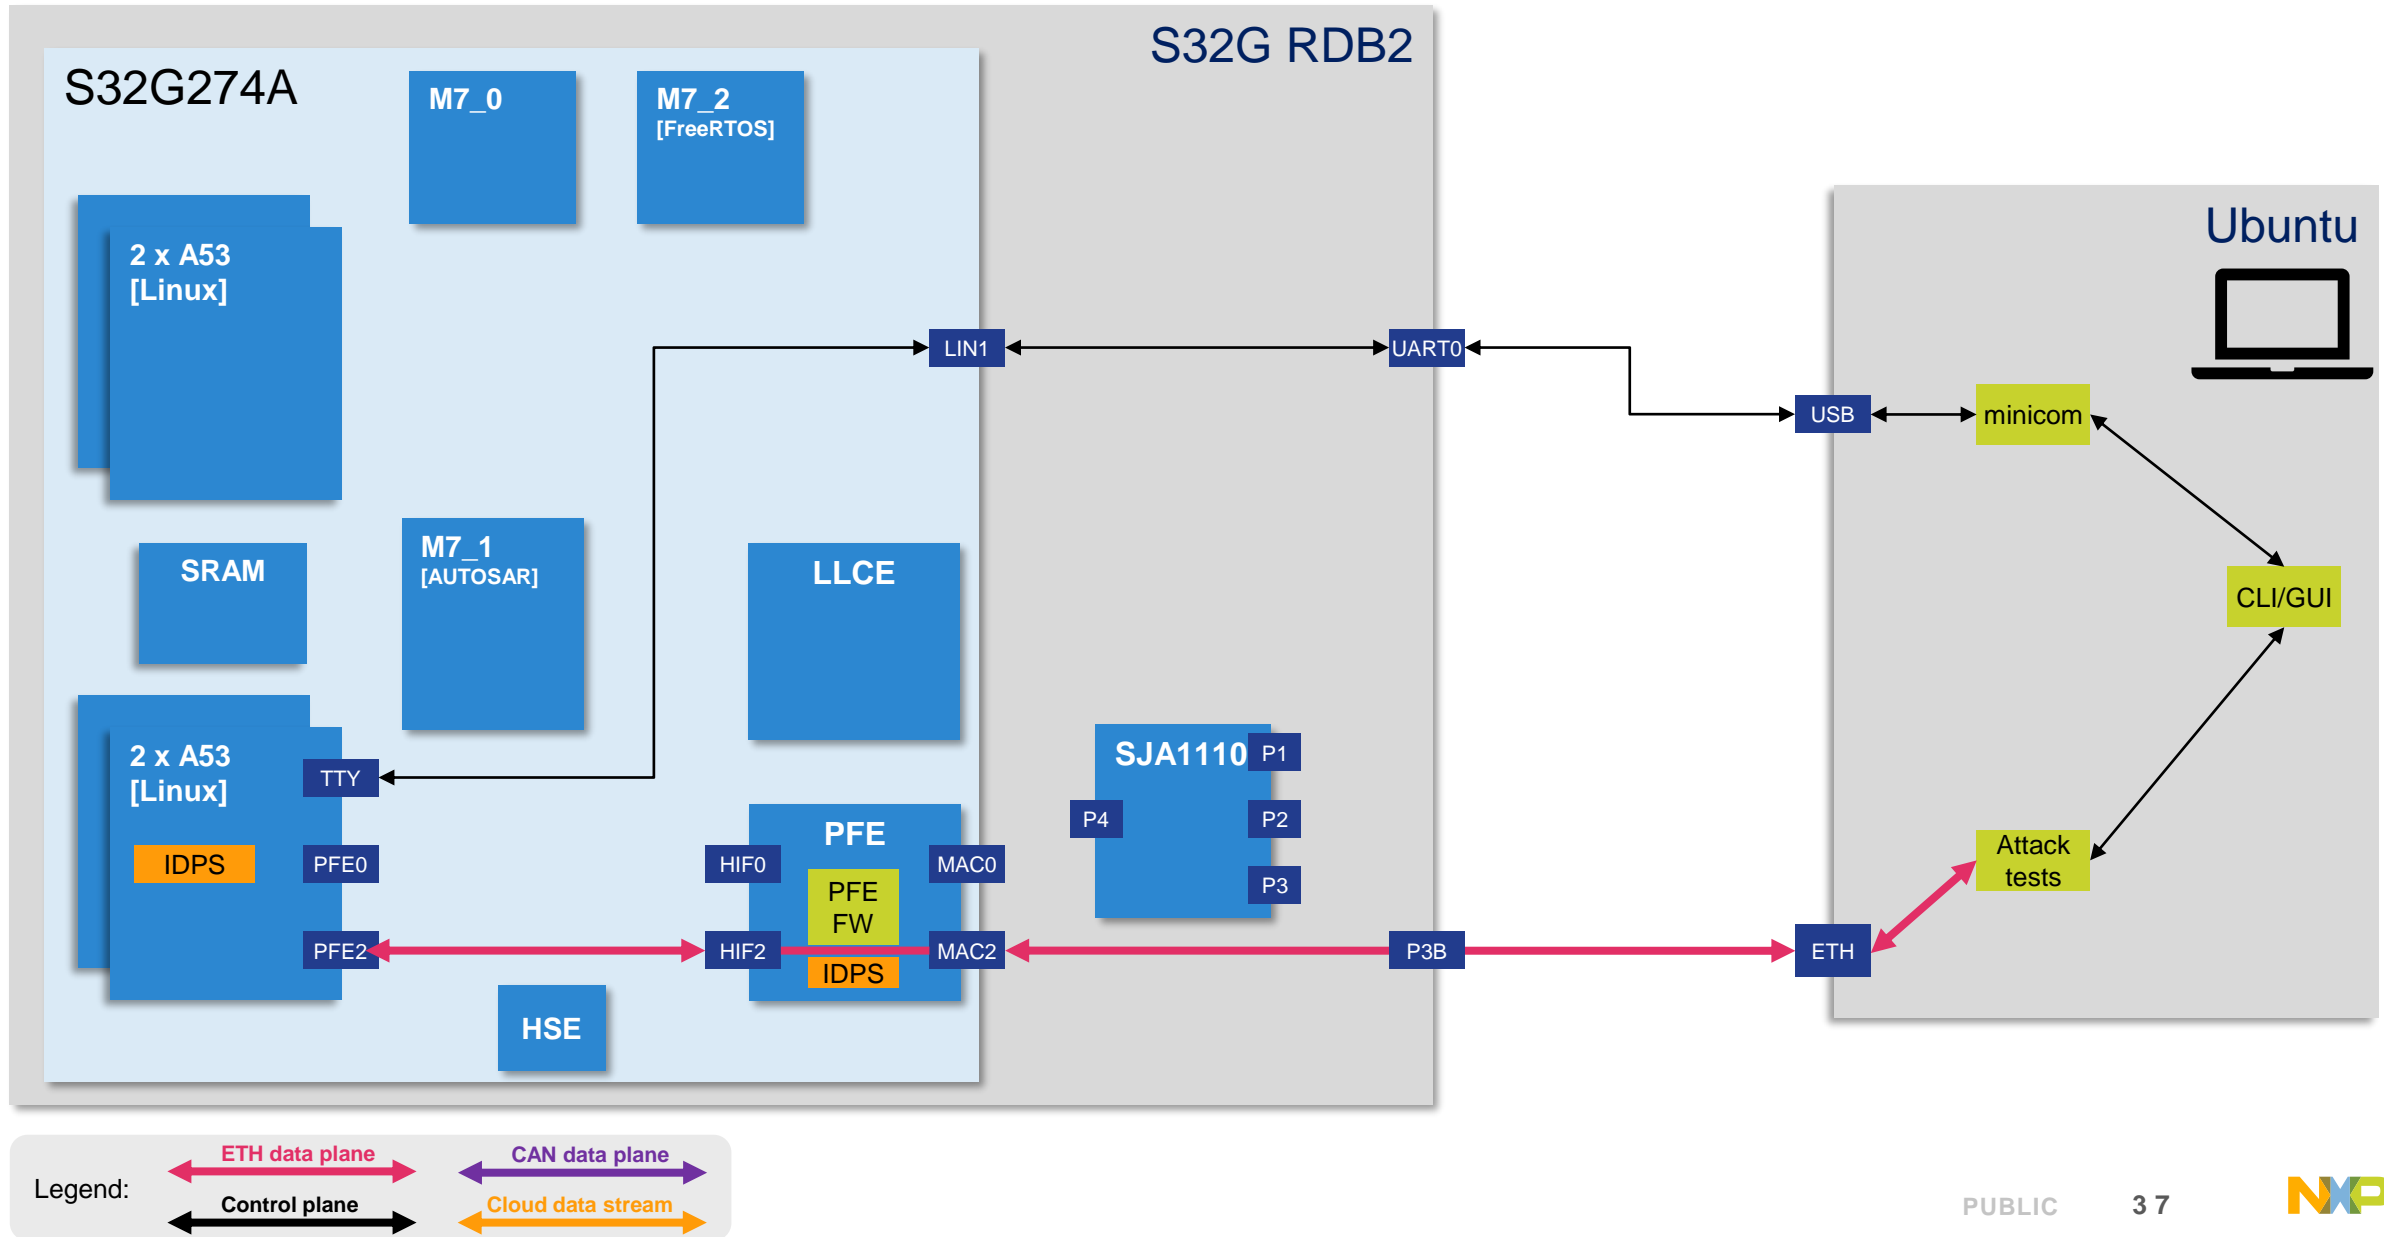 S32G RDB2
S32G274A
M7_0
M7_2
[FreeRTOS]
2 x A53
[Linux]
Ubuntu
LIN1
UART0
USB
minicom
SRAM
M7_1
[AUTOSAR]
LLCE
CLI/GUI
2 x A53
[Linux]
TTY
SJA1110
P1
P4
P2
P3
IDPS
PFE0
PFE2
PFE
HIF0
MAC0
PFE
FW
HIF2
MAC2
IDPS
P3B
ETH
Attack
tests
HSE
Legend:
ETH data plane
CAN data plane
Control plane
Cloud data stream
PUBLIC
37
NXP